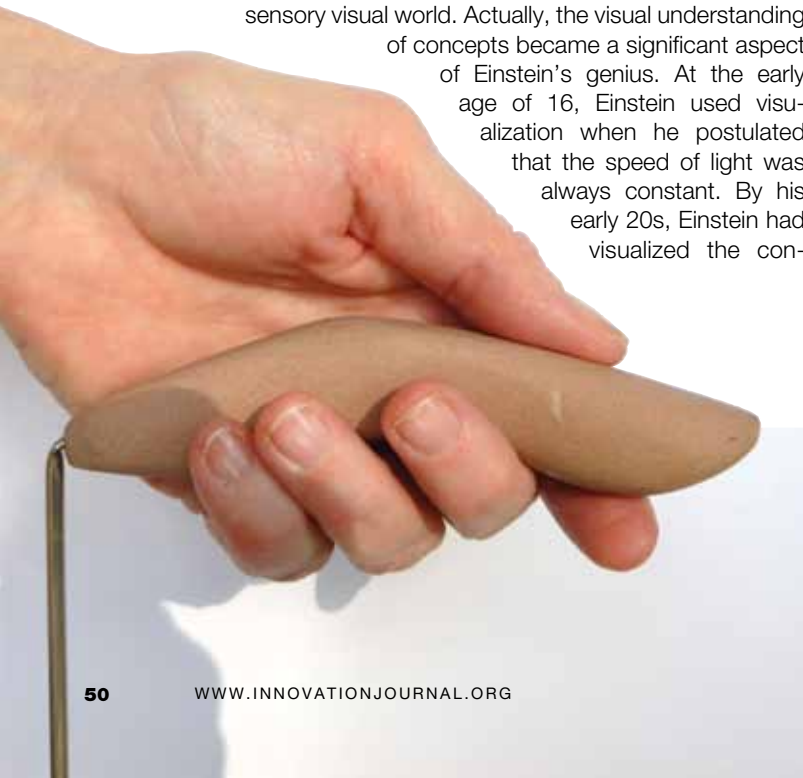 sensory visual world. Actually, the visual understanding
of concepts became a significant aspect
of Einstein's genius. At the early
age of 16, Einstein used visu-
alization when he postulated
that the speed of light was
always constant. By his
early 20s, Einstein had
visualized the con-
50 WWW.INNOVATIONJOURNAL.ORG